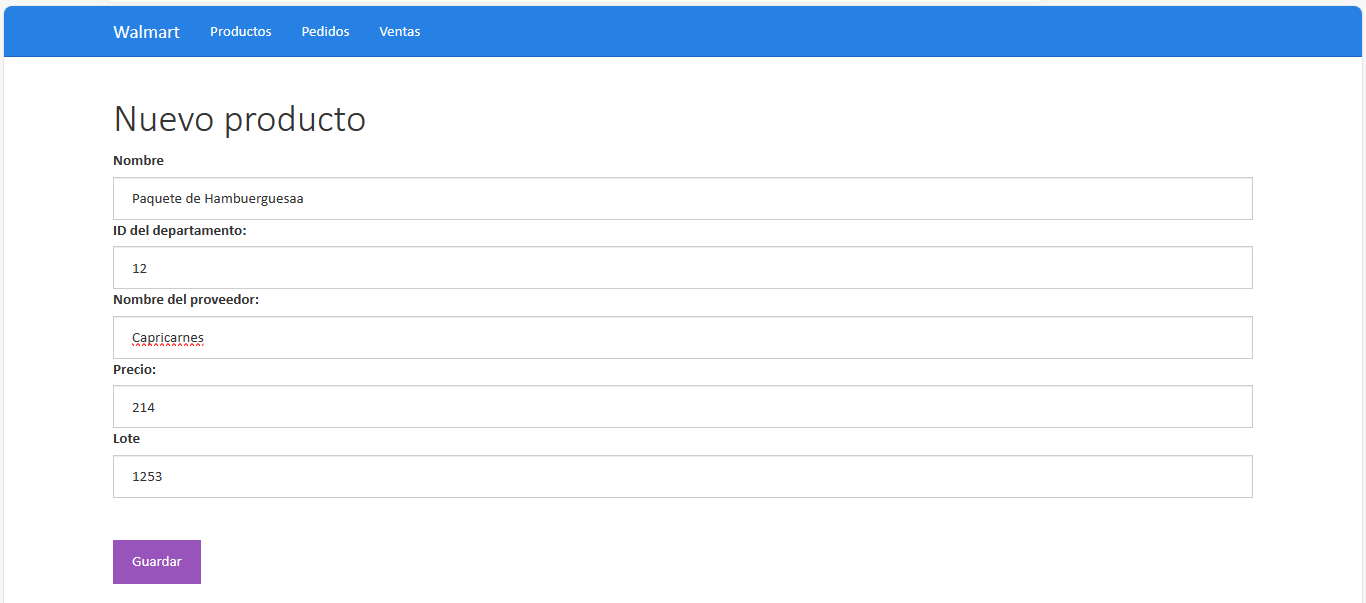 Walmart Productos Pedidos Ventas
Nuevo producto
Nombre
Paquete de Hambuerguesaa
ID del departamento:
12
Nombre del proveedor:
Capricarnes
Precio:
214
Lote
1253
Guardar